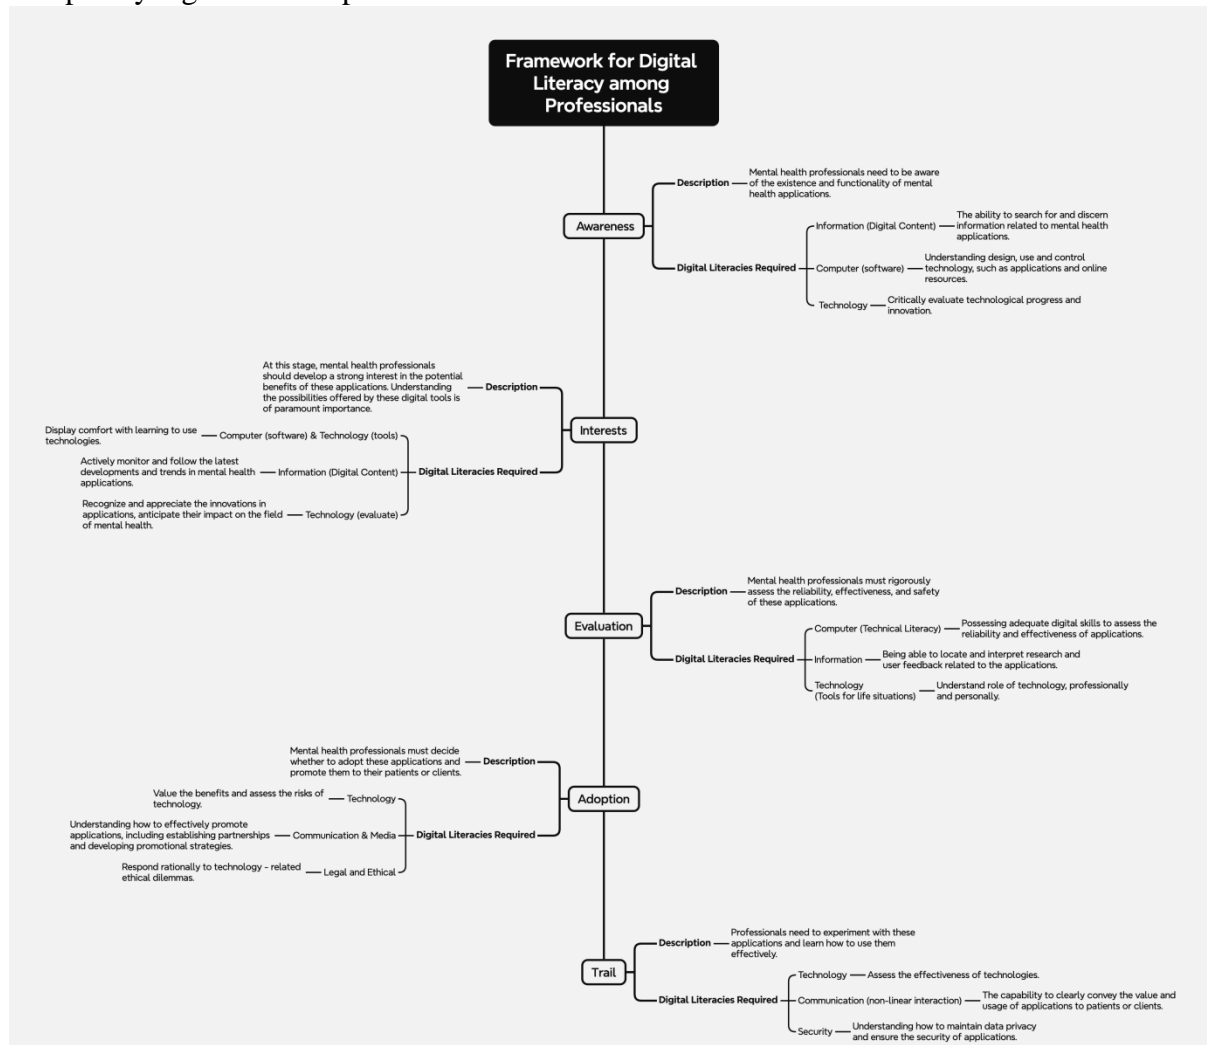 Framework for Digital
Literacy among
Professionals
Awareness
Description
Mental health professionals need to be aware
of the existence and functionality of mental
health applications.
Digital Literacies Required
Information (Digital Content)
The ability to search for and discern
information related to mental health
applications.
Computer (software)
Understanding design, use and control
technology, such as applications and online
resources.
Technology
Critically evaluate technological progress and
innovation.
Interests
Description
At this stage, mental health professionals
should develop a strong interest in the potential
benefits of these applications. Understanding
the possibilities offered by these digital tools is
of paramount importance.
Digital Literacies Required
Computer (software) & Technology (tools)
Display comfort with learning to use
technologies.
Information (Digital Content)
Actively monitor and follow the latest
developments and trends in mental health
applications.
Technology (evaluate)
Recognize and appreciate the innovations in
applications, anticipate their impact on the field
of mental health.
Evaluation
Description
Mental health professionals must rigorously
assess the reliability, effectiveness, and safety
of these applications.
Digital Literacies Required
Computer (Technical Literacy)
Possessing adequate digital skills to assess the
reliability and effectiveness of applications.
Information
Being able to locate and interpret research and
user feedback related to the applications.
Technology
(Tools for life situations)
Understand role of technology, professionally
and personally.
Adoption
Description
Mental health professionals must decide
whether to adopt these applications and
promote them to their patients or clients.
Digital Literacies Required
Technology
Value the benefits and assess the risks of
technology.
Communication & Media
Understanding how to effectively promote
applications, including establishing partnerships
and developing promotional strategies.
Legal and Ethical
Respond rationally to technology - related
ethical dilemmas.
Trail
Description
Professionals need to experiment with these
applications and learn how to use them
effectively.
Digital Literacies Required
Technology
Assess the effectiveness of technologies.
Communication (non-linear interaction)
The capability to clearly convey the value and
usage of applications to patients or clients.
Security
Understanding how to maintain data privacy
and ensure the security of applications.